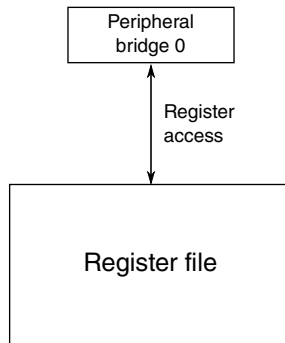 Peripheral
bridge 0
Register
access
Register file